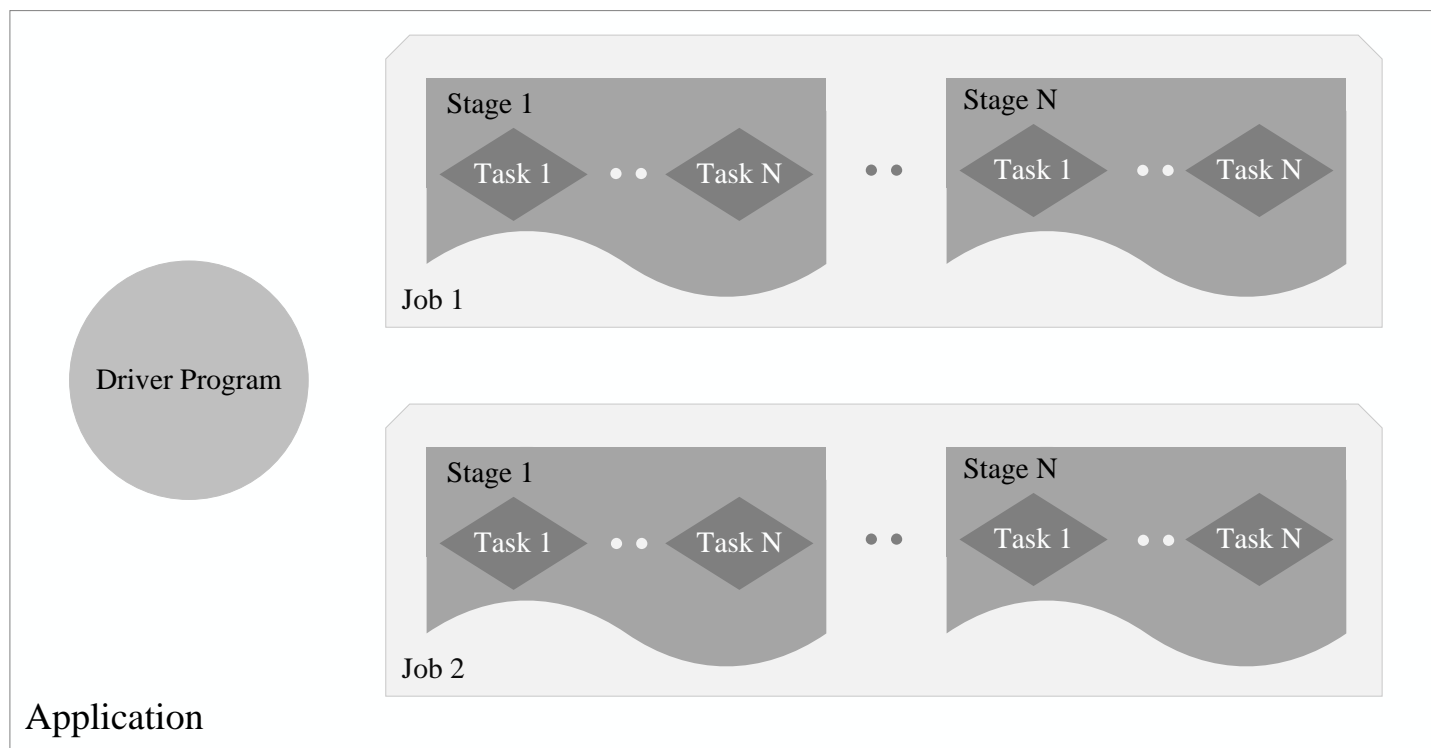 Stage 1
Stage N
Task 1
Task N
Task 1
Task N
Job 1
Driver Program
Stage 1
Stage N
Task 1
Task N
Task 1
Task N
Job 2
Application